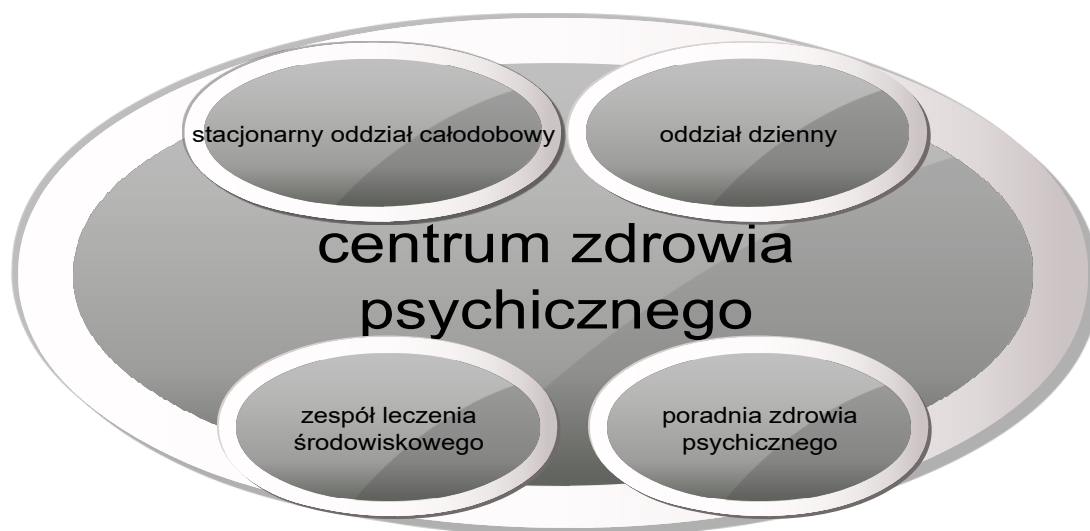 stacjonarny oddział całodobowy
oddział dzienny
centrum zdrowia
psychicznego
zespół leczenia
środowiskowego
poradnia zdrowia
psychicznego